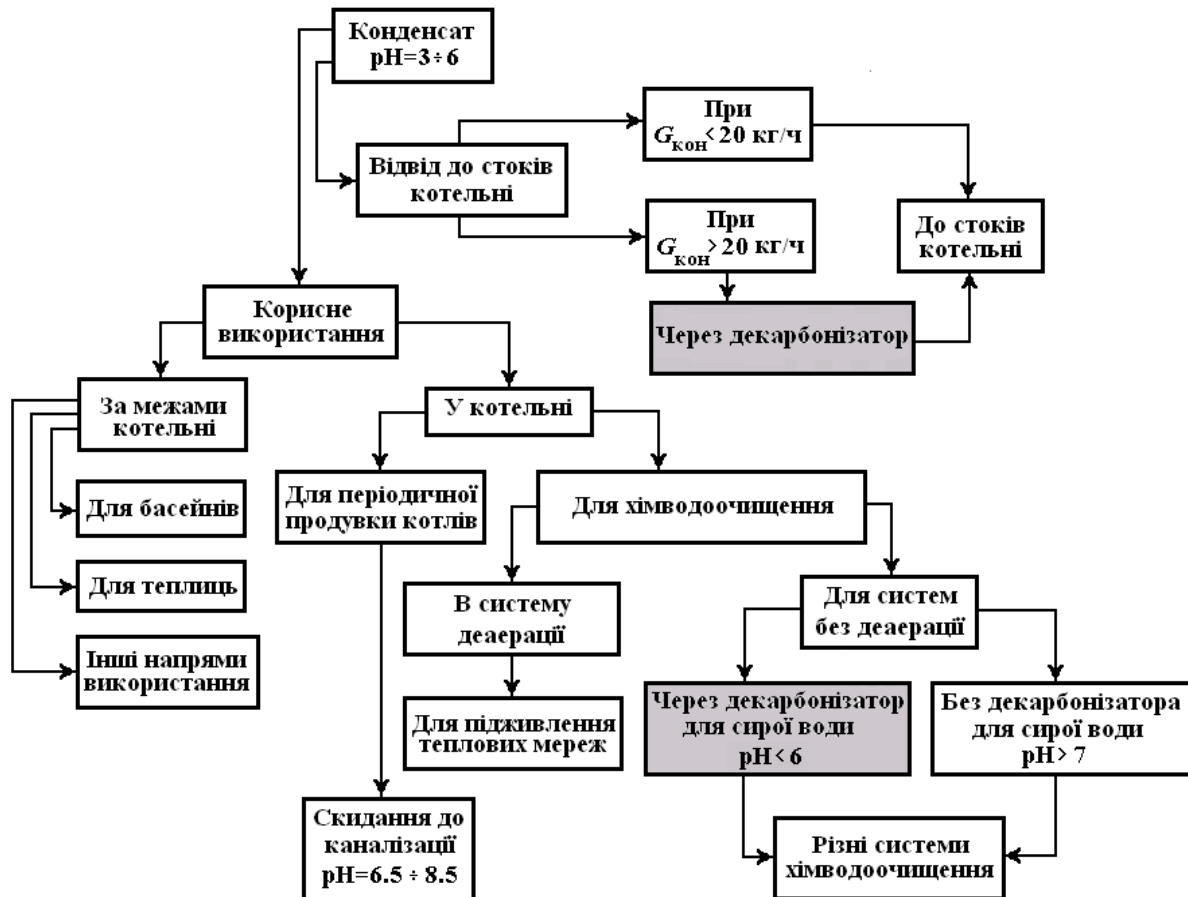 Конденсат
pH=3÷6
При
Gкон<20 кг/ч
Відвід до стоків
котельні
При
Gкон>20 кг/ч
До стоків
котельні
Через декарбонізатор
Корисне
використання
За межами
котельні
У котельні
Для басейнів
Для теплиць
Інші напрями
використання
Для періодичної
продувки котлів
Для хімводоочищення
В систему
деаерації
Для систем
без деаерації
Для підживлення
теплових мереж
Через декарбонізатор
для сирої води
pH<6
Без декарбонізатора
для сирої води
pH>7
Скидання до
каналізації
pH=6.5÷8.5
Різні системи
хімводоочищення